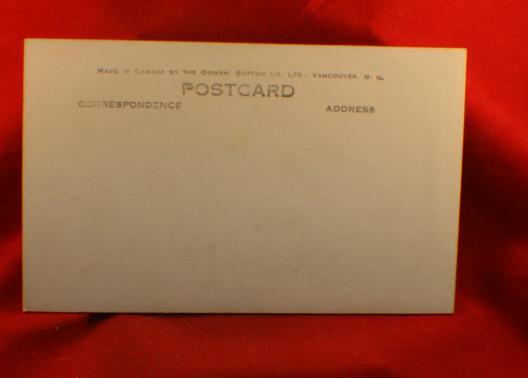 MADE IN CANADA BY THE GOWEN, SUTTON CO. LTD., VANCOUVER, B. C.
POSTCARD
CORRESPONDENCE
ADDRESS